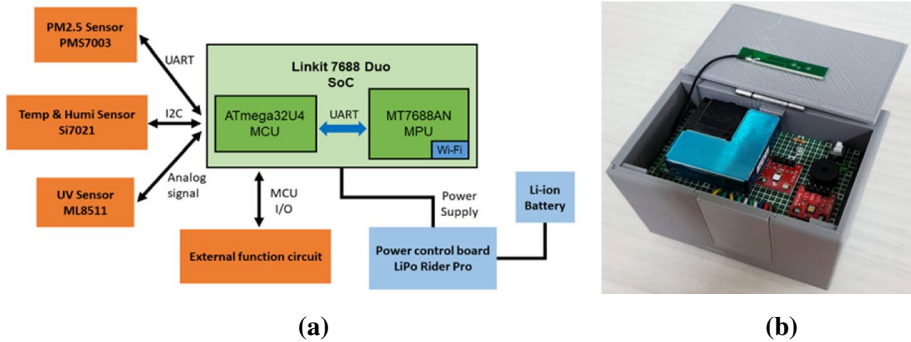 PM2.5 Sensor
PMS7003
UART
Linkit 7688 Duo
SoC
Temp & Humi Sensor
Si7021
I2C
ATmega32U4
MCU
UART
MT7688AN
MPU
Wi-Fi
Analog
signal
UV Sensor
ML8511
MCU
I/O
Power
Supply
Li-ion
Battery
External function circuit
Power control board
LiPo Rider Pro
(a)
(b)